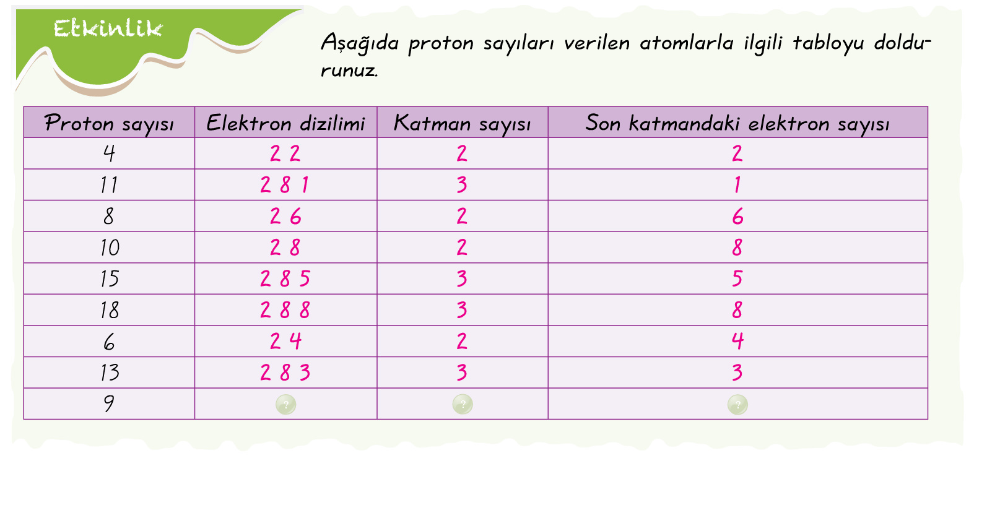 Etkinlik
Aşağıda proton sayıları verilen atomlarla ilgili tabloyu doldu-
runuz.
Proton sayısı Elektron dizilimi Katman sayısı Son katmandaki elektron sayısı
4 2 2 2 2
11 2 8 1 3 1
8 2 6 2 6
10 2 8 2 8
15 2 8 5 3 5
18 2 8 8 3 8
6 2 4 2 4
13 2 8 3 3 3
9 ? ? ?